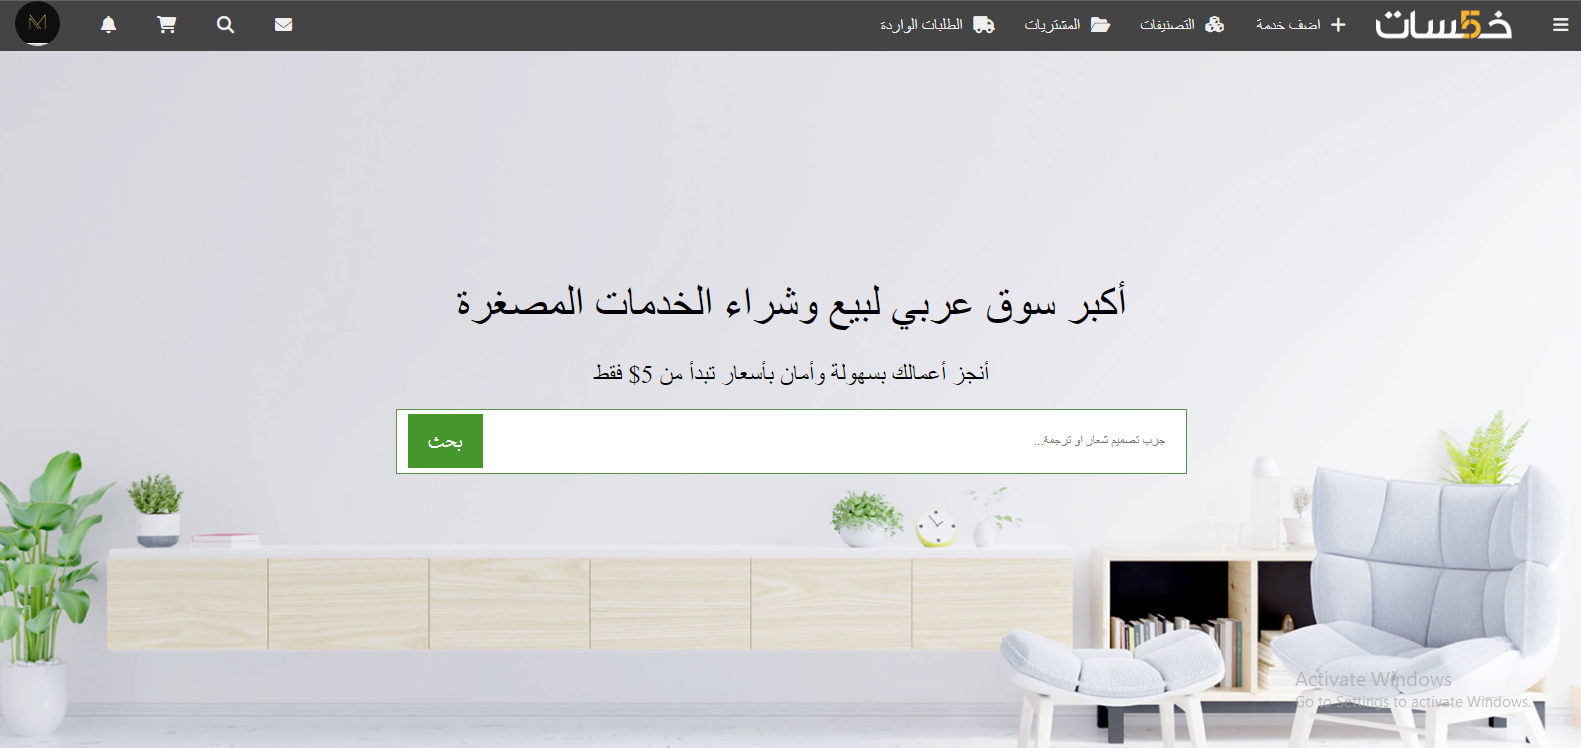 خ5سات
اضف خدمة
التصنيفات
المشتريات
الطلبات الواردة
M
أكبر سوق عربي لبيع وشراء الخدمات المصغرة
أنجز أعمالك بسهولة وأمان بأسعار تبدأ من 5$ فقط
جرب تصميم شعار او ترجمة...
بحث
Activate Windows
Go to Settings to activate Windows.